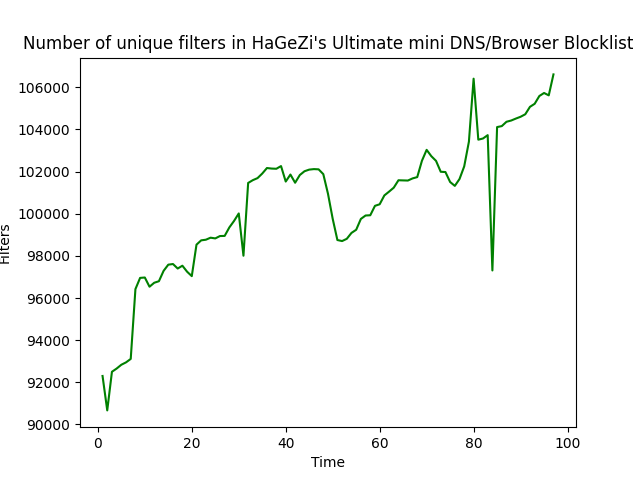 Number of unique filters in HaGeZi's Ultimate mini DNS/Browser Blocklist
106000
104000
102000
100000
98000
96000
94000
92000
90000
Filters
0 20 40 60 80 100
Time